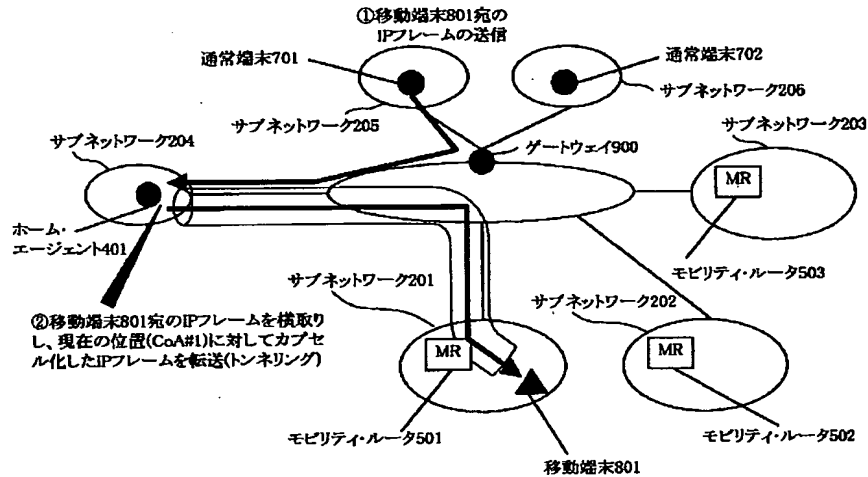 ①移動端末801宛の
IPフレームの送信
通常端末701
通常端末702
サブネットワーク205
サブネットワーク206
サブネットワーク204
ゲートウェイ900
サブネットワーク203
MR
ホーム・
エージェント401
モビリティ・ルータ503
サブネットワーク201
サブネットワーク202
②移動端末801宛のIPフレームを横取り
し、現在の位置(CoA#1)に対してカプセ
ル化したIPフレームを転送(トンネリング)
MR
MR
モビリティ・ルータ501
モビリティ・ルータ502
移動端末801